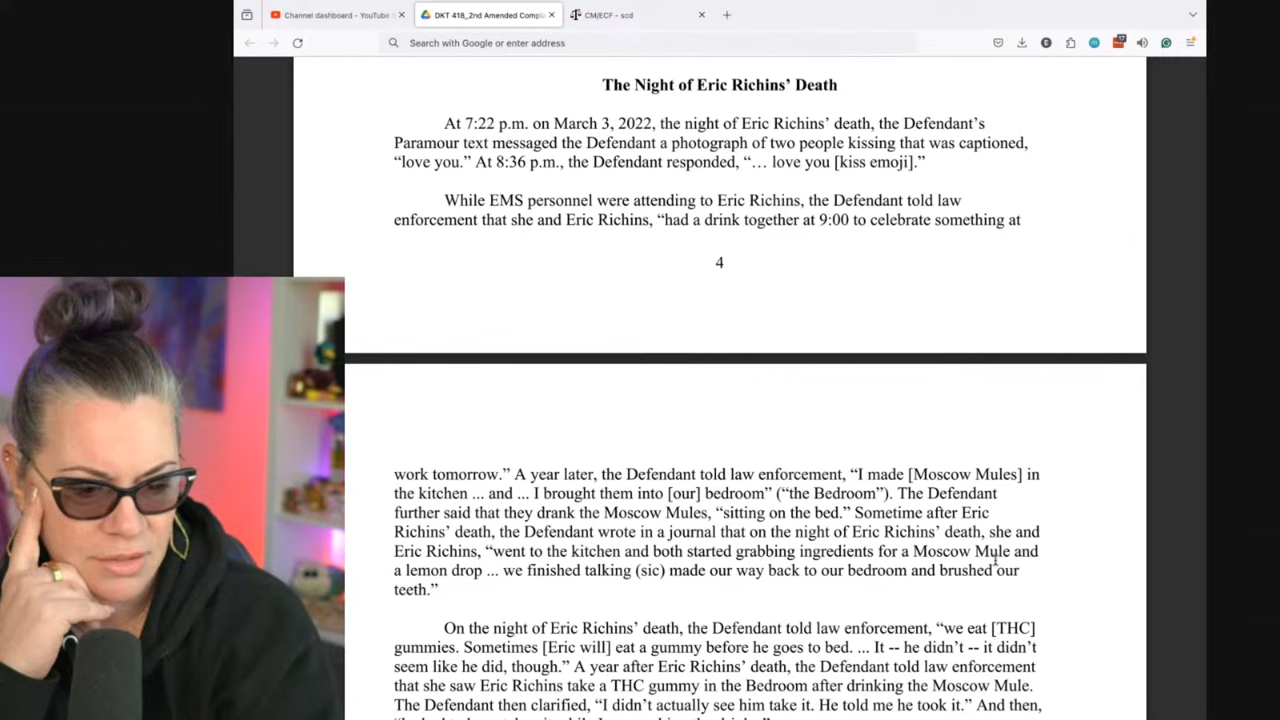 Channel dashboard - YouTube
DKT 418_2nd Amended Compla
CM/ECF - scd
Search with Google or enter address
17
The Night of Eric Richins’ Death
At 7:22 p.m. on March 3, 2022, the night of Eric Richins’ death, the Defendant’s
Paramour text messaged the Defendant a photograph of two people kissing that was captioned,
“love you.” At 8:36 p.m., the Defendant responded, “… love you [kiss emoji].”
While EMS personnel were attending to Eric Richins, the Defendant told law
enforcement that she and Eric Richins, “had a drink together at 9:00 to celebrate something at
4
work tomorrow.” A year later, the Defendant told law enforcement, “I made [Moscow Mules] in
the kitchen ... and ... I brought them into [our] bedroom” (“the Bedroom”). The Defendant
further said that they drank the Moscow Mules, “sitting on the bed.” Sometime after Eric
Richins’ death, the Defendant wrote in a journal that on the night of Eric Richins’ death, she and
Eric Richins, “went to the kitchen and both started grabbing ingredients for a Moscow Mule and
a lemon drop ... we finished talking (sic) made our way back to our bedroom and brushed our
teeth.”
On the night of Eric Richins’ death, the Defendant told law enforcement, “we eat [THC]
gummies. Sometimes [Eric will] eat a gummy before he goes to bed. ... It -- he didn’t -- it didn’t
seem like he did, though.” A year after Eric Richins’ death, the Defendant told law enforcement
that she saw Eric Richins take a THC gummy in the Bedroom after drinking the Moscow Mule.
The Defendant then clarified, “I didn’t actually see him take it. He told me he took it.” And then,